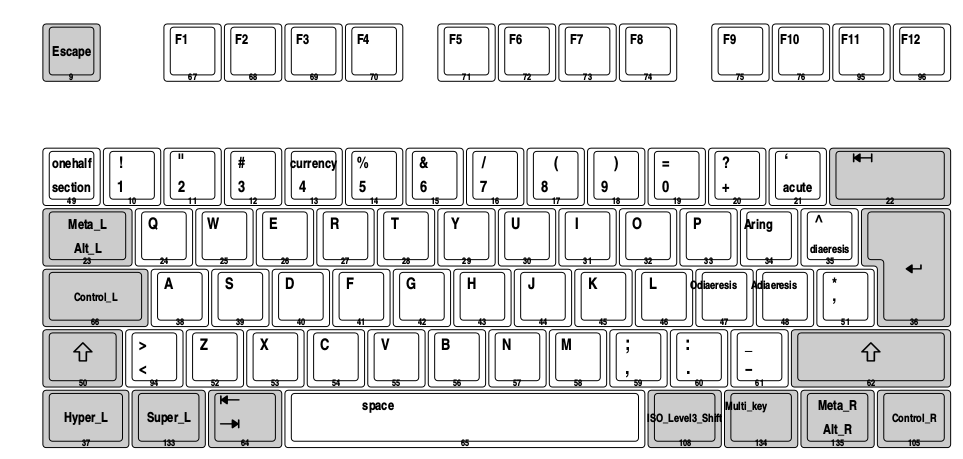 Escape F1 F2 F3 F4 F5 F6 F7 F8 F9 F10 F11 F12
9 67 68 69 70 71 72 73 74 75 76 95 96
onehalf ! " # currency % & / ( ) = ? ‘
section 1 2 3 4 5 6 7 8 9 0 + acute
49 10 11 12 13 14 15 16 17 18 19 20 21 22
Meta_L Q W E R T Y U I O P Aring ^
Alt_L diaeresis
23 24 25 26 27 28 29 30 31 32 33 34 35
Control_L A S D F G H J K L Odiaeresis Adiaeresis *
'
66 38 39 40 41 42 43 44 45 46 47 48 51 36
> Z X C V B N M ; : _
< , . -
50 94 52 53 54 55 56 57 58 59 60 61 62
Hyper_L Super_L space ISO_Level3_Shift Multi_key Meta_R Control_R
Alt_R
37 133 64 65 108 134 135 105